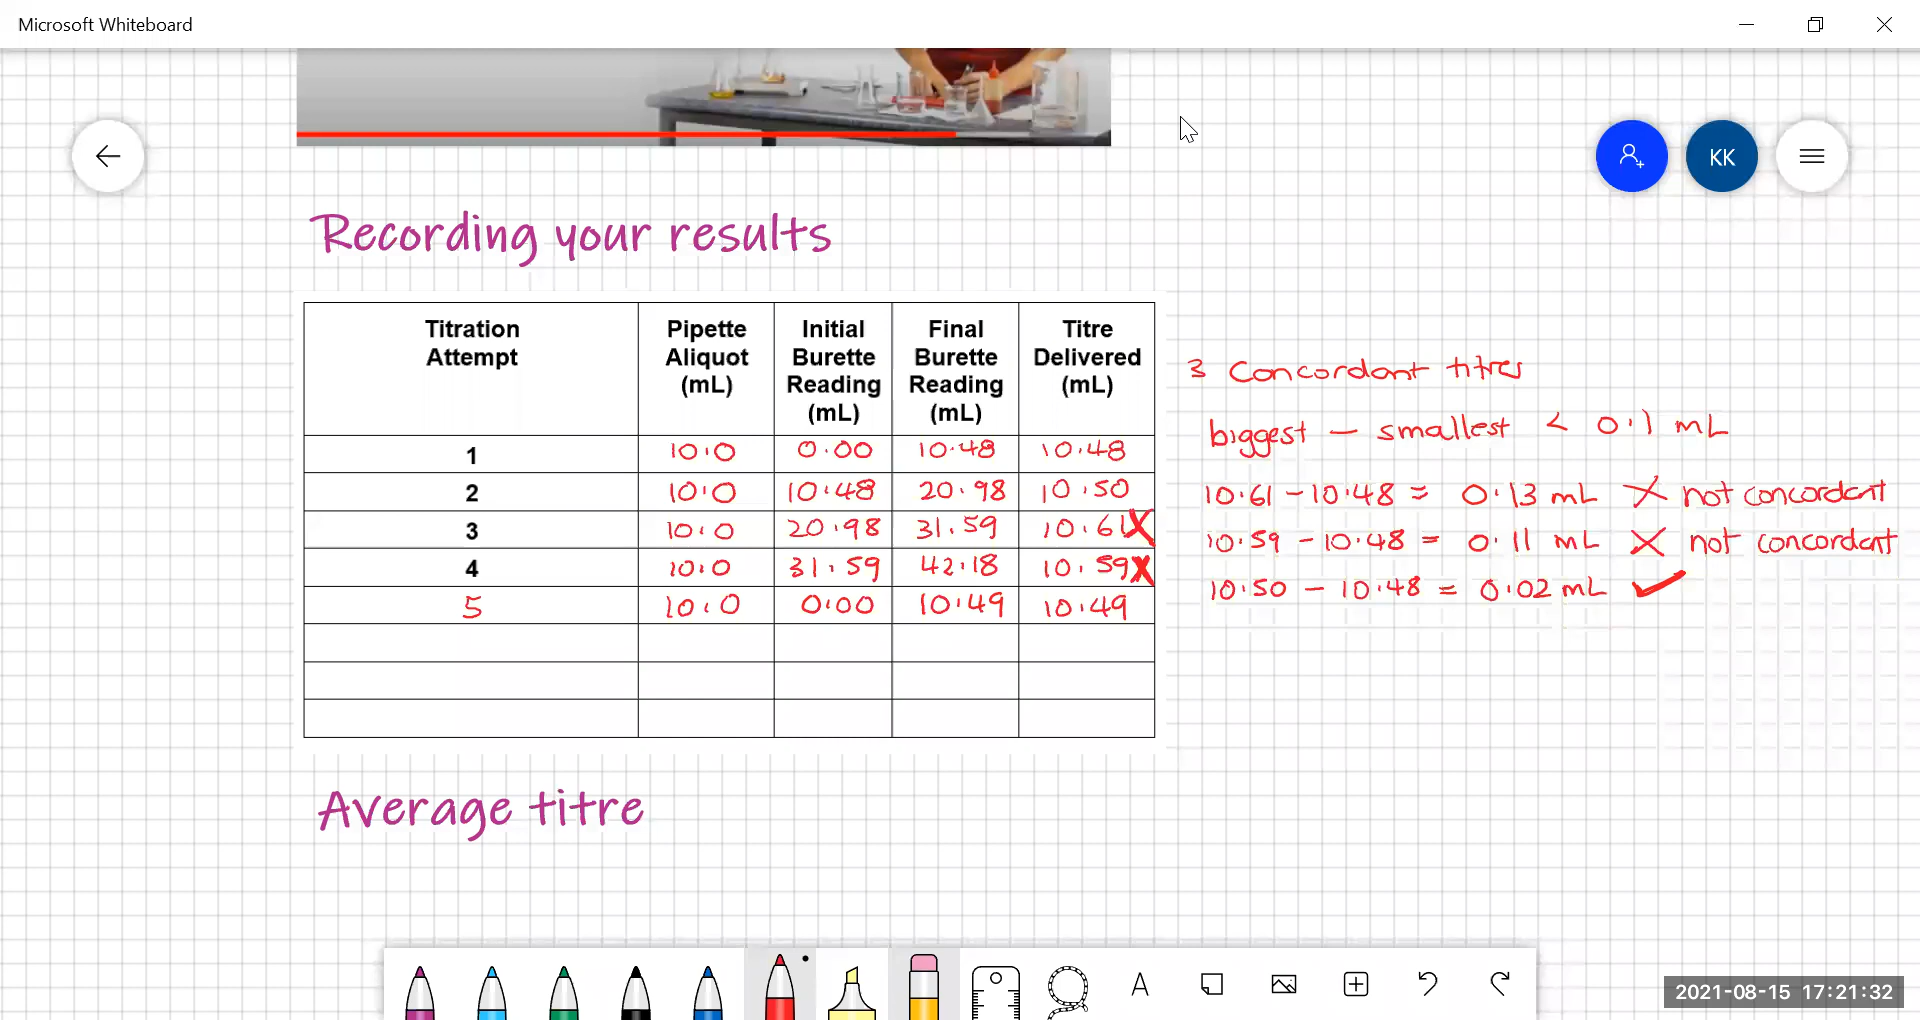 Microsoft Whiteboard
KK
Recording your results
Titration Attempt Pipette Aliquot (mL) Initial Burette Reading (mL) Final Burette Reading (mL) Titre Delivered (mL)
1 10.0 0.00 10.48 10.48
2 10.0 10.48 20.98 10.50
3 10.0 20.98 31.59 10.61 X
4 10.0 31.59 42.18 10.59 X
5 10.0 0.00 10.49 10.49
3 Concordant titres
biggest - smallest < 0.1 mL
10.61 - 10.48 = 0.13 mL X not concordant
10.59 - 10.48 = 0.11 mL X not concordant
10.50 - 10.48 = 0.02 mL ✓
Average titre
2021-08-15 17:21:32